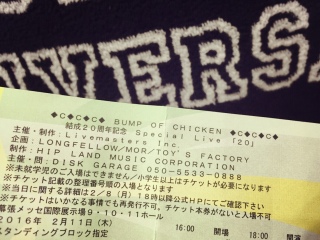 IVERSA
◆C◆C◆C◆ BUMP OF CHICKEN ◆C◆C◆C◆
結成20周年記念 Special Live 「20」
企画・制作:Livemasters Inc.
企画:LONGFELLOW/MOR/TOY'S FACTORY
制作:HIP LAND MUSIC CORPORATION
主催・問:DISK GARAGE 050-5533-0888
※未就学児のご入場はできません/小学生以上はチケットが必要になります
※チケット記載の整理番号順の入場となります
※当日に関する詳細は2/8(月)18時以降公式HPにてご確認下さい
※チケットはいかなる事情でも再発行不可、チケット本券がないと入場不可
幕張メッセ国際展示場9・10・11ホール
2016年 2月11日(木) 16:00 開場 18:00 開
スタンディングブロック指定